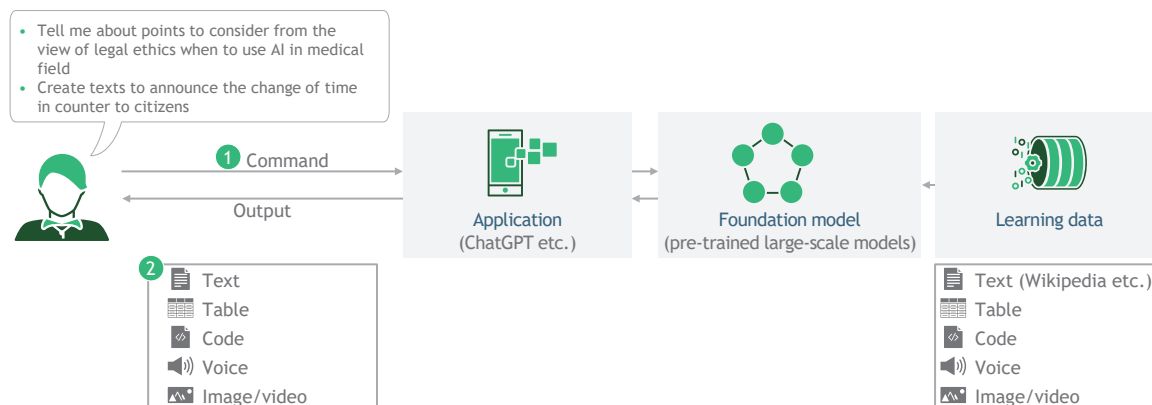 • Tell me about points to consider from the
view of legal ethics when to use AI in medical
field
• Create texts to announce the change of time
in counter to citizens
1 Command
Output
Application
(ChatGPT etc.)
Foundation model
(pre-trained large-scale models)
Learning data
2
Text
Table
Code
Voice
Image/video
Text (Wikipedia etc.)
Table
Code
Voice
Image/video